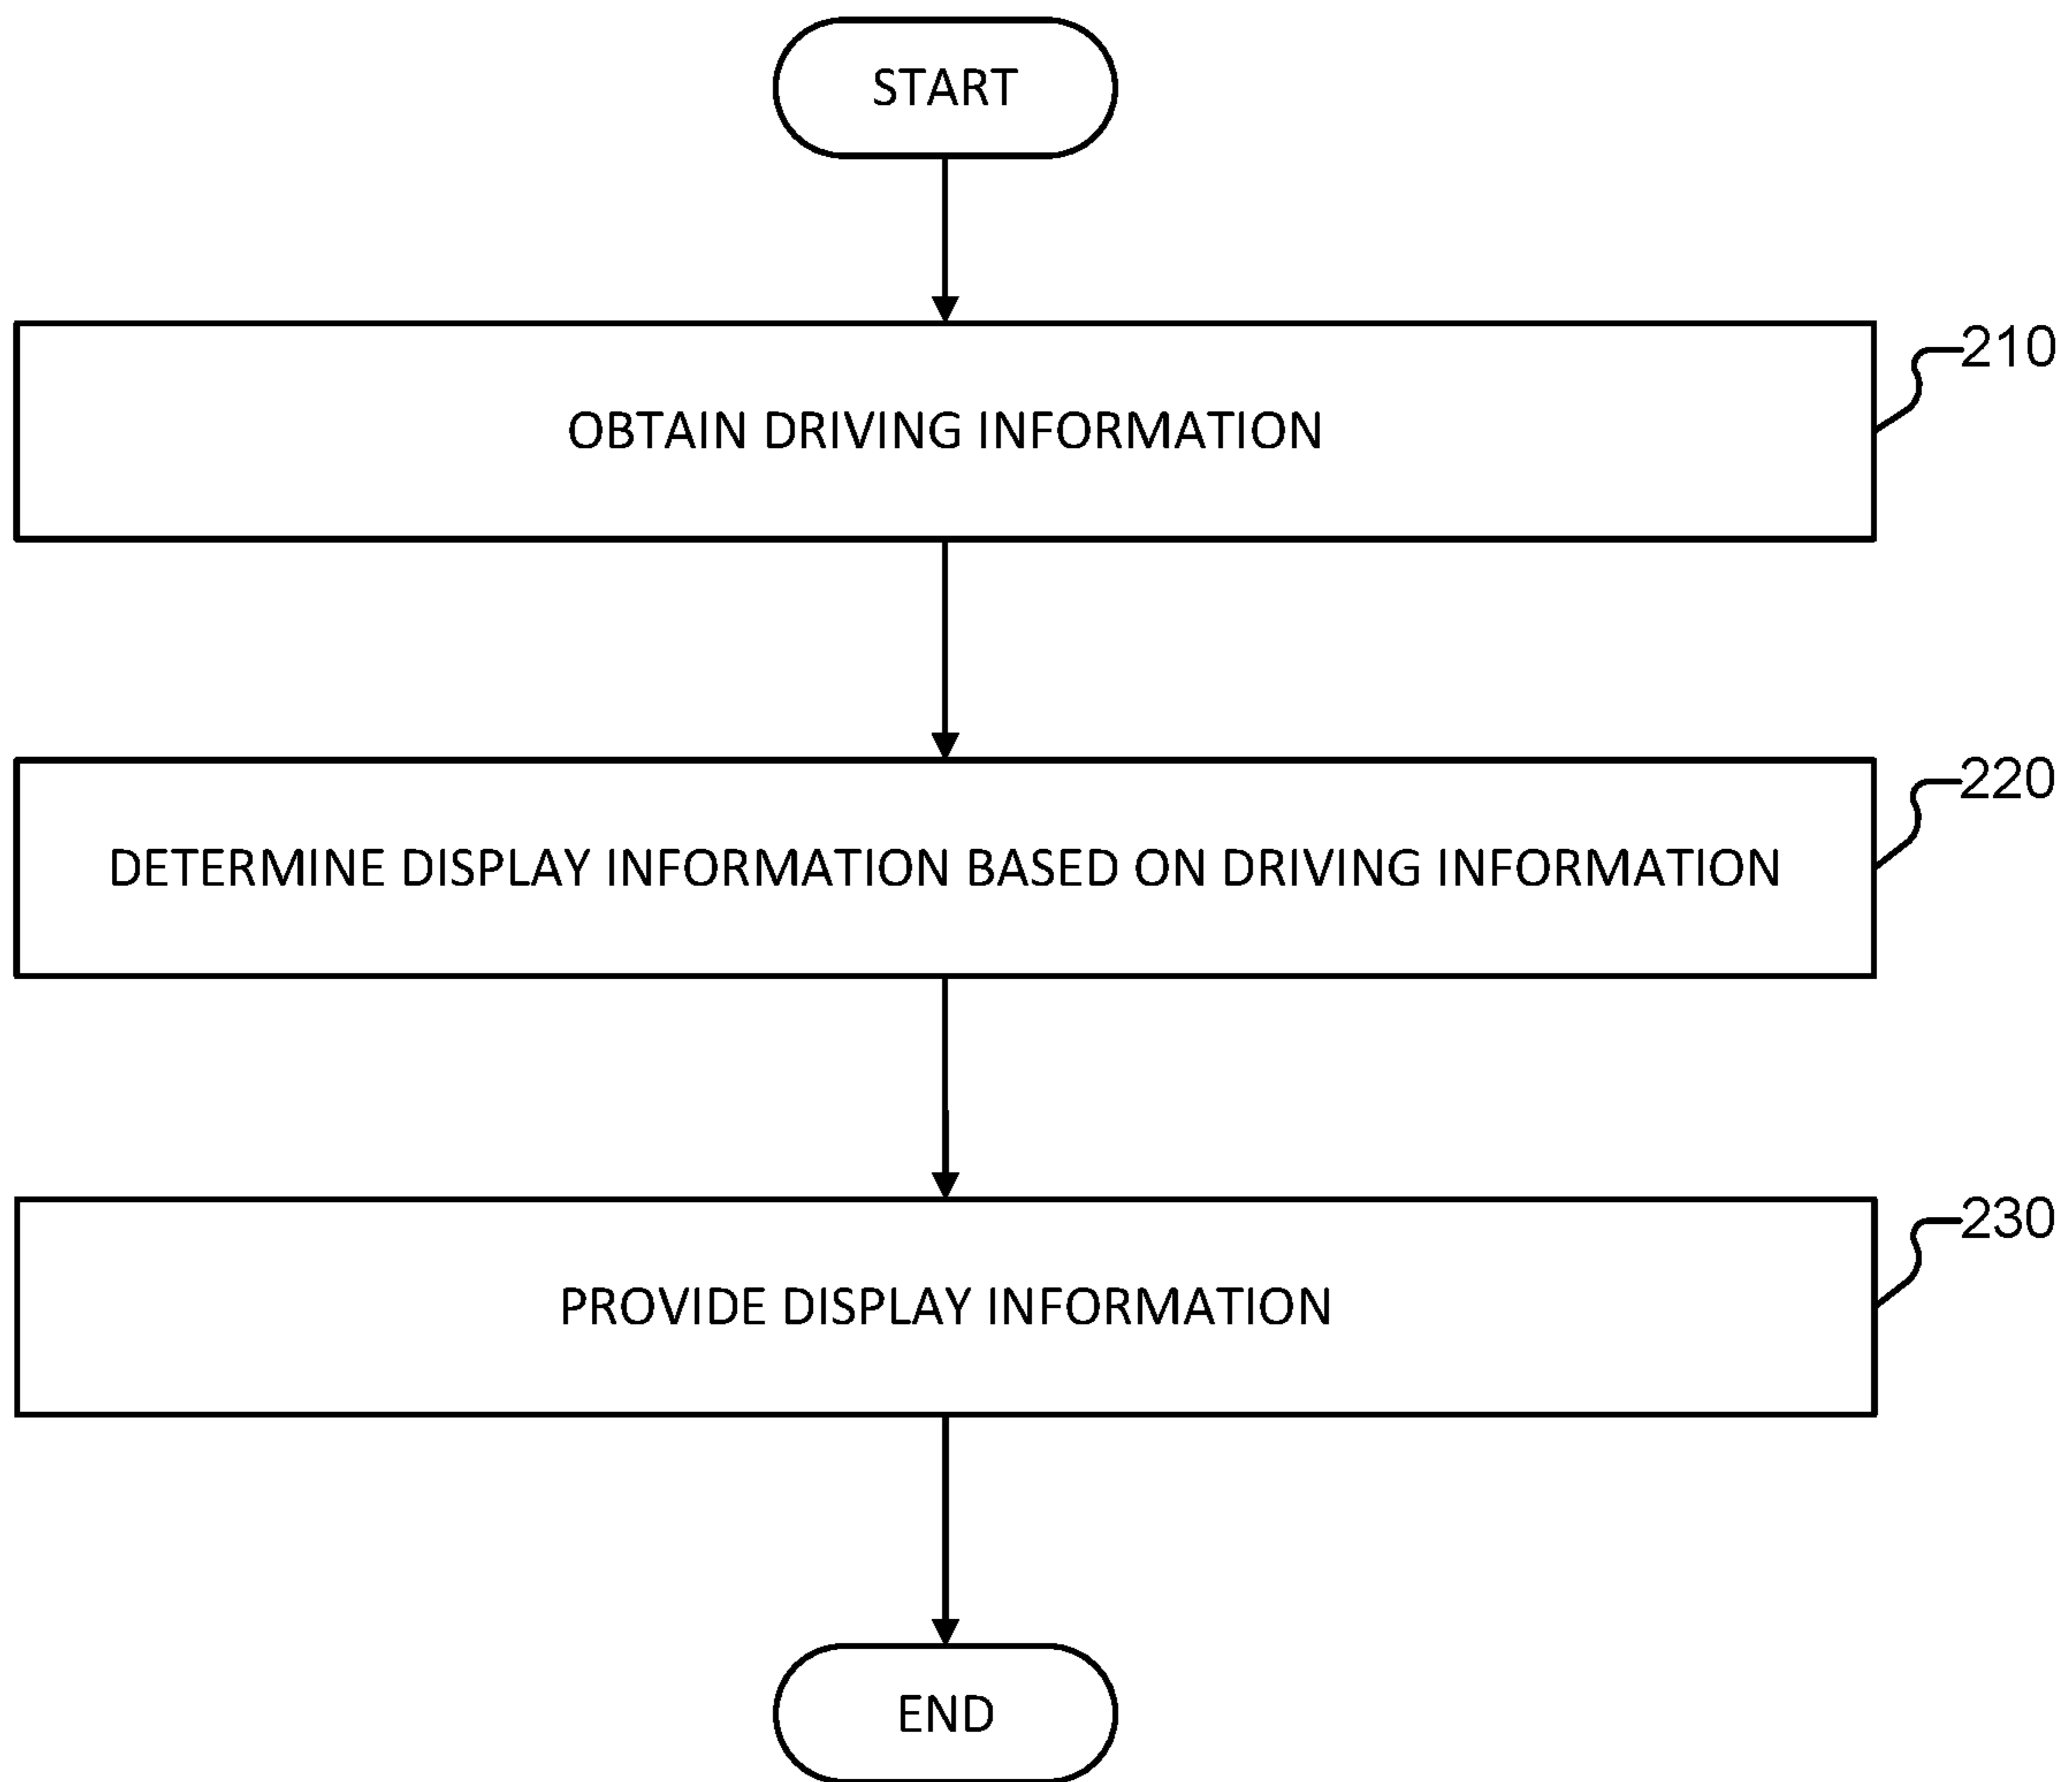 START
210
OBTAIN DRIVING INFORMATION
220
DETERMINE DISPLAY INFORMATION BASED ON DRIVING INFORMATION
230
PROVIDE DISPLAY INFORMATION
END